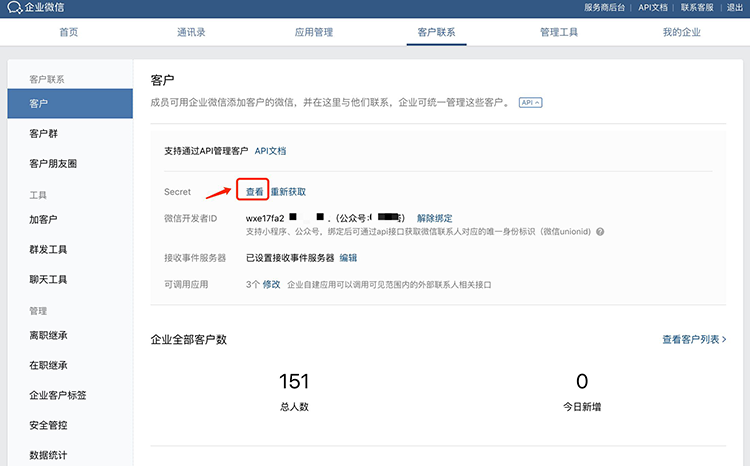 企业微信
服务商后台 | API文档 | 联系客服 | 退出
首页 通讯录 应用管理 客户联系 管理工具 我的企业
客户联系
客户
客户群
客户朋友圈
工具
加客户
群发工具
聊天工具
管理
离职继承
在职继承
企业客户标签
安全管控
数据统计
客户
成员可用企业微信添加客户的微信，并在这里与他们联系，企业可统一管理这些客户。 API
支持通过API管理客户 API文档
Secret 查看 重新获取
微信开发者ID wxe17fa2 (公众号: ) 解除绑定
支持小程序、公众号，绑定后可通过api接口获取微信联系人对应的唯一身份标识（微信unionid) ?
接收事件服务器 已设置接收事件服务器 编辑
可调用应用 3个 修改 企业自建应用可以调用可见范围内的外部联系人相关接口
企业全部客户数 查看客户列表
151 0
总人数 今日新增